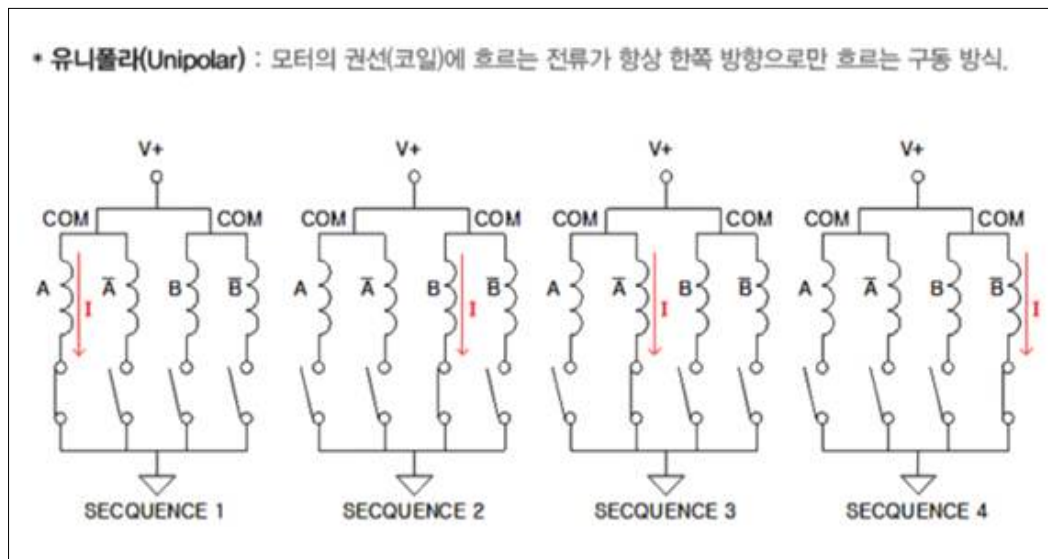 * 유니폴라(Unipolar) : 모터의 권선(코일)에 흐르는 전류가 항상 한쪽 방향으로만 흐르는 구동 방식.
V+ V+ V+ V+
COM COM COM COM COM COM COM COM
A I A̅ B B̅ A A̅ B I B̅ A A̅ I B B̅ A A̅ B B̅ I
SECQUENCE 1 SECQUENCE 2 SECQUENCE 3 SECQUENCE 4